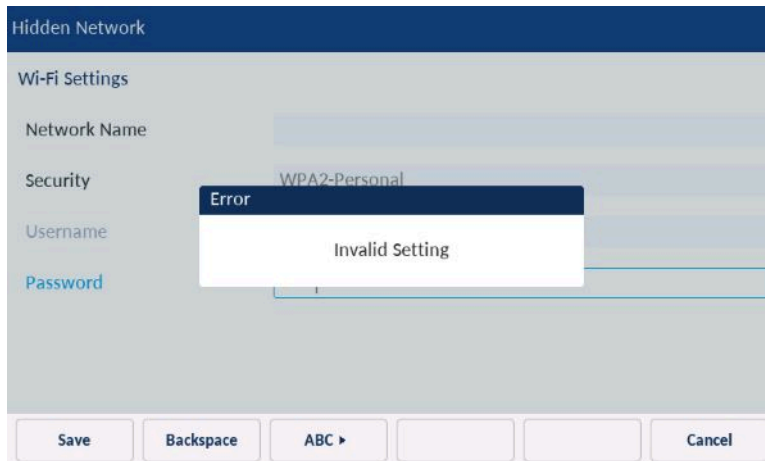 Hidden Network
Wi-Fi Settings
Network Name
Security WPA2-Personal
Error
Username
Invalid Setting
Password
Save Backspace ABC ▸ Cancel